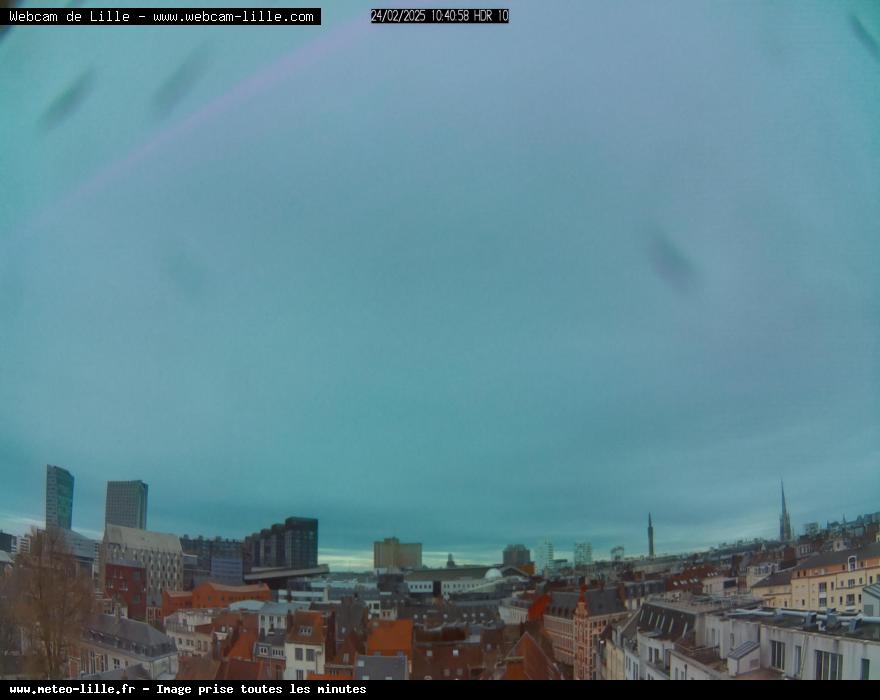 Webcam de Lille - www.webcam-lille.com
24/02/2025 10:40:58 HDR 10
www.meteo-lille.fr - Image prise toutes les minutes